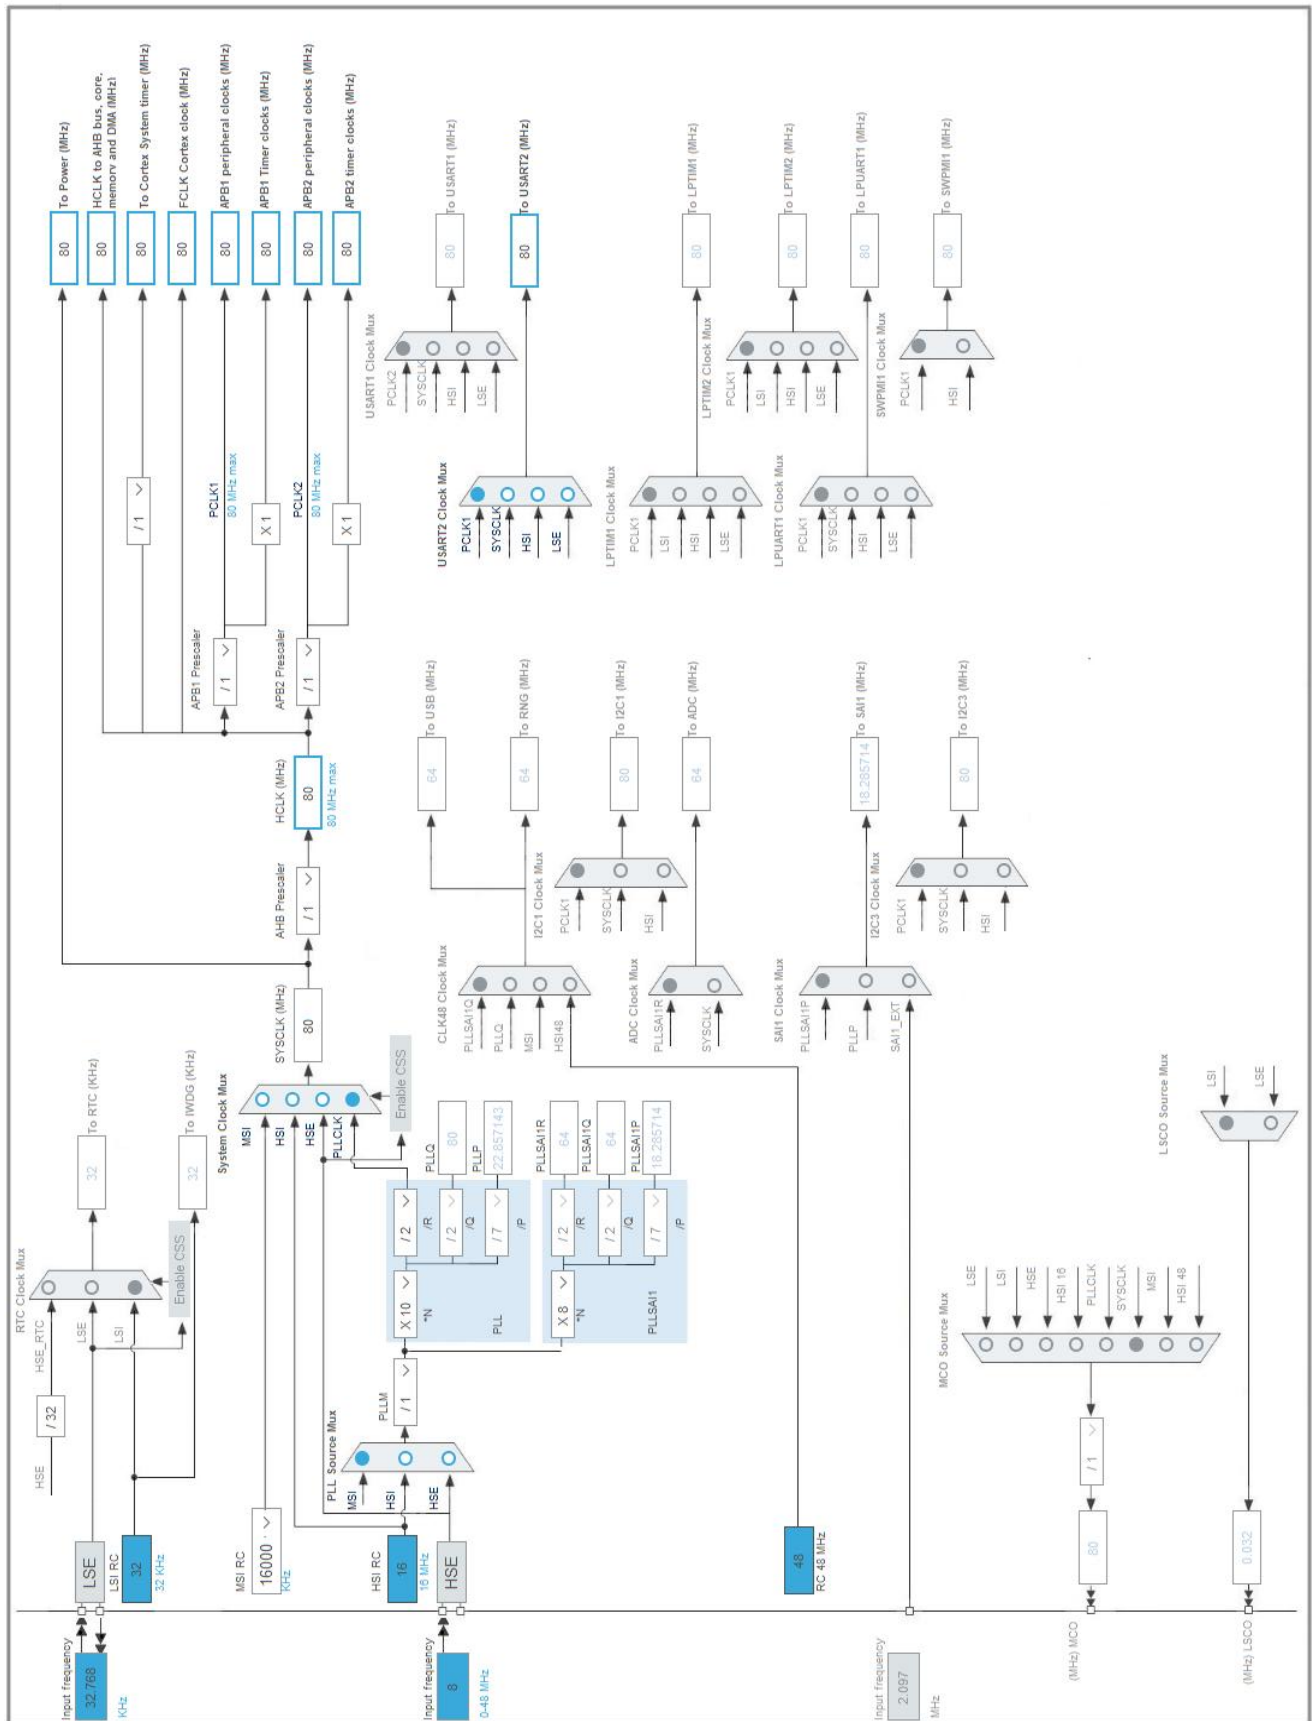 Input frequency
32.768
KHz
LSE
LSI RC
32
32 KHz
HSE
/ 32
HSE_RTC
LSE
LSI
RTC Clock Mux
Enable CSS
32
To RTC (KHz)
32
To IWDG (KHz)
MSI RC
16000
KHz
HSI RC
16
16 MHz
Input frequency
8
0-48 MHz
HSE
PLL Source Mux
MSI
HSI
HSE
PLLM
/ 1
X 10
*N
PLL
/ 2
/R
/ 2
/Q
/ 7
/P
PLLQ
80
PLLP
22.857143
X 8
*N
PLLSAI1
/ 2
/R
/ 2
/Q
/ 7
/P
PLLSAI1R
64
PLLSAI1Q
64
PLLSAI1P
18.285714
System Clock Mux
MSI
HSI
HSE
PLLCLK
Enable CSS
SYSCLK (MHz)
80
AHB Prescaler
/ 1
HCLK (MHz)
80
80 MHz max
APB1 Prescaler
/ 1
APB2 Prescaler
/ 1
/ 1
PCLK1
80 MHz max
X 1
PCLK2
80 MHz max
X 1
80
To Power (MHz)
80
HCLK to AHB bus, core,
memory and DMA (MHz)
80
To Cortex System timer (MHz)
80
FCLK Cortex clock (MHz)
80
APB1 peripheral clocks (MHz)
80
APB1 Timer clocks (MHz)
80
APB2 peripheral clocks (MHz)
80
APB2 timer clocks (MHz)
USART1 Clock Mux
PCLK2
SYSCLK
HSI
LSE
80
To USART1 (MHz)
USART2 Clock Mux
PCLK1
SYSCLK
HSI
LSE
80
To USART2 (MHz)
LPTIM1 Clock Mux
PCLK1
LSI
HSI
LSE
80
To LPTIM1 (MHz)
LPTIM2 Clock Mux
PCLK1
LSI
HSI
LSE
80
To LPTIM2 (MHz)
LPUART1 Clock Mux
PCLK1
SYSCLK
HSI
LSE
80
To LPUART1 (MHz)
SWPMI1 Clock Mux
PCLK1
HSI
80
To SWPMI1 (MHz)
48
RC 48 MHz
CLK48 Clock Mux
PLLSAI1Q
PLLQ
MSI
HSI48
64
To USB (MHz)
64
To RNG (MHz)
I2C1 Clock Mux
PCLK1
SYSCLK
HSI
80
To I2C1 (MHz)
ADC Clock Mux
PLLSAI1R
SYSCLK
64
To ADC (MHz)
Input frequency
2.097
MHz
SAI1 Clock Mux
PLLSAI1P
PLLP
SAI1_EXT
18.285714
To SAI1 (MHz)
I2C3 Clock Mux
PCLK1
SYSCLK
HSI
80
To I2C3 (MHz)
(MHz) MCO
80
/ 1
MCO Source Mux
LSE
LSI
HSE
HSI 16
PLLCLK
SYSCLK
MSI
HSI 48
(MHz) LSCO
0.032
LSCO Source Mux
LSI
LSE